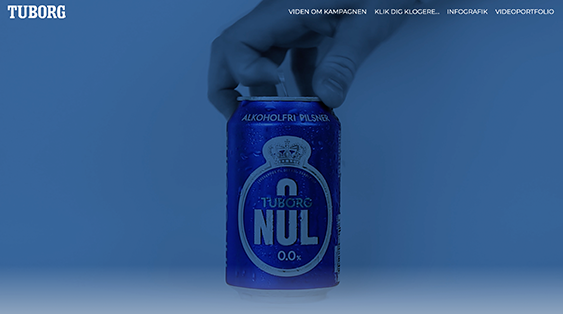 TUBORG
VIDEN OM KAMPAGNEN KLIK DIG KLOGERE... INFOGRAFIK VIDEOPORTFOLIO
ALKOHOLFRI PILSNER
TUBORG
NUL
0.0%